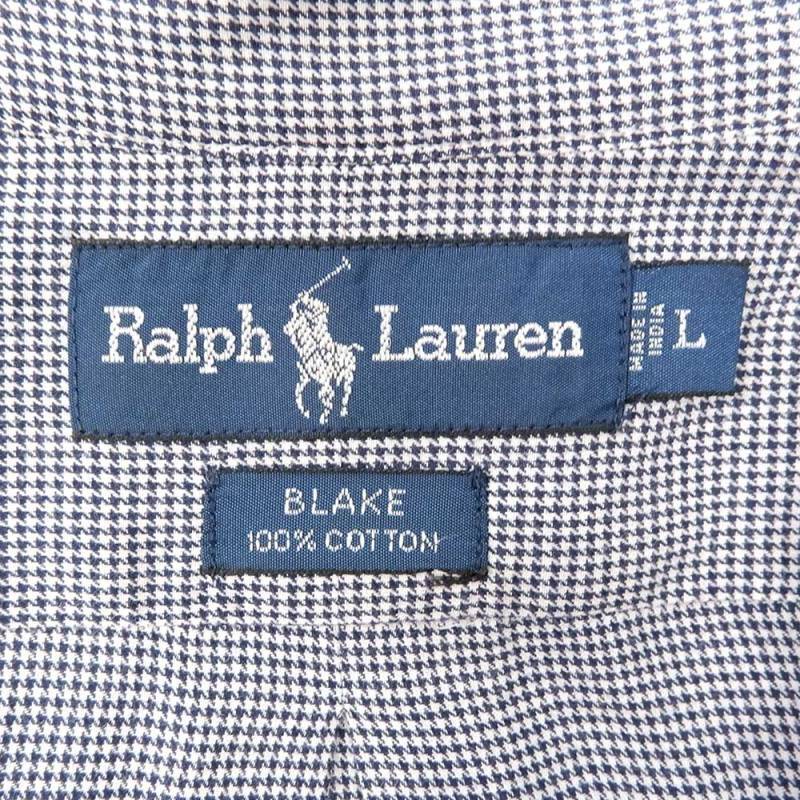 Ralph Lauren
MADE IN
INDIA
L
BLAKE
100% COTTON